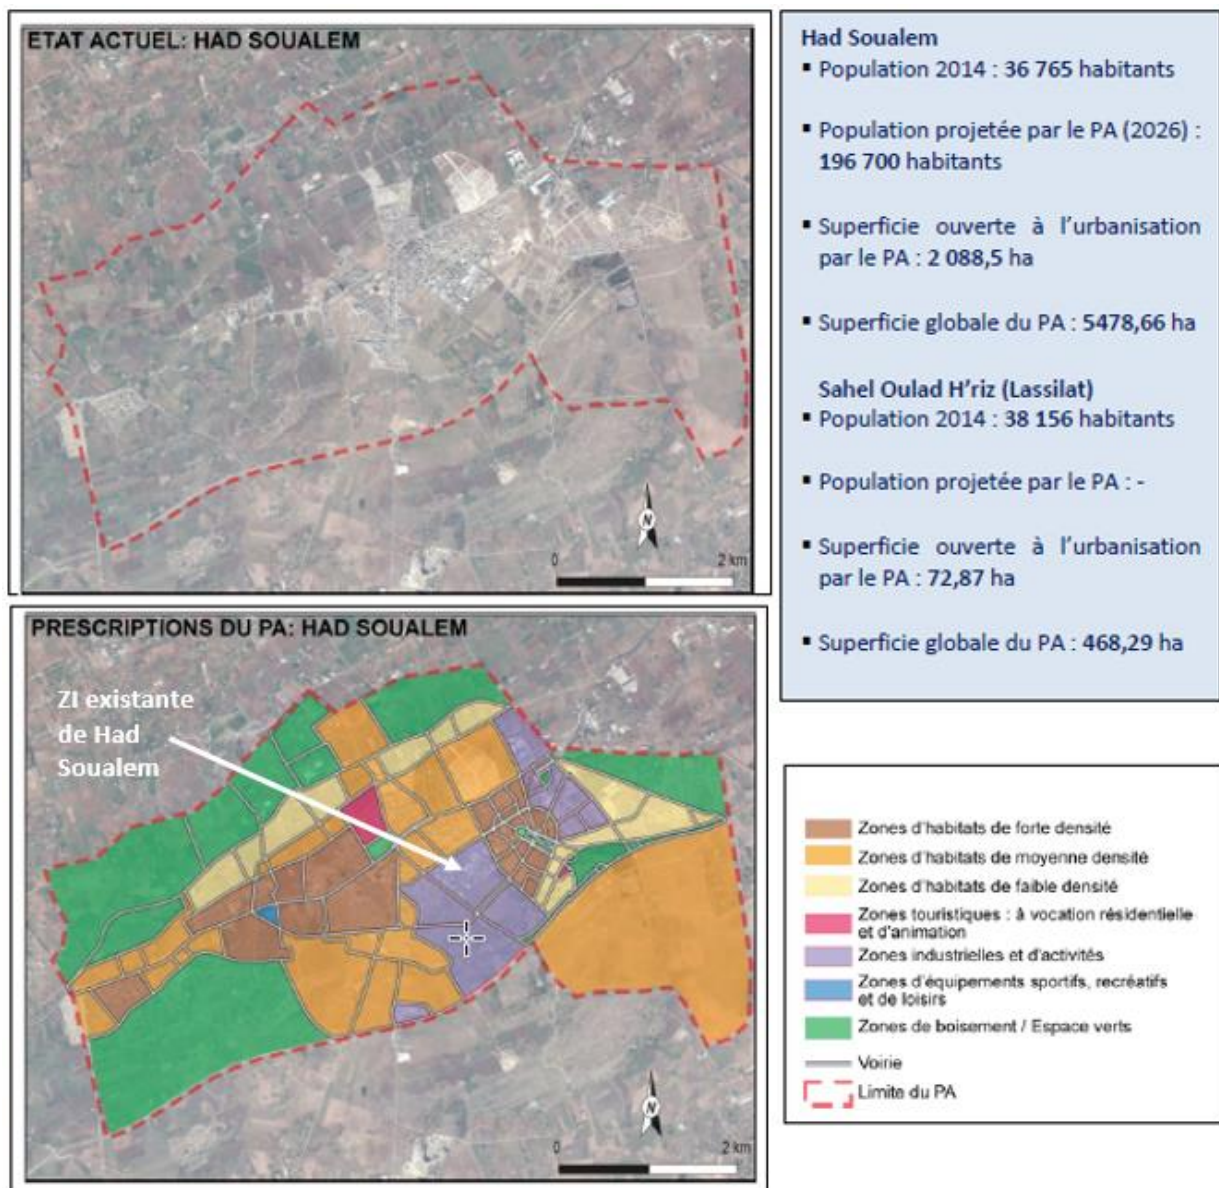 ETAT ACTUEL: HAD SOUALEM
N
0
2 km
Had Soualem
▪ Population 2014 : 36 765 habitants
▪ Population projetée par le PA (2026) :
196 700 habitants
▪ Superficie ouverte à l'urbanisation
par le PA : 2 088,5 ha
▪ Superficie globale du PA : 5478,66 ha
Sahel Oulad H'riz (Lassilat)
▪ Population 2014 : 38 156 habitants
▪ Population projetée par le PA : -
▪ Superficie ouverte à l'urbanisation
par le PA : 72,87 ha
▪ Superficie globale du PA : 468,29 ha
PRESCRIPTIONS DU PA: HAD SOUALEM
ZI existante
de Had
Soualem
N
0
2 km
Zones d'habitats de forte densité
Zones d'habitats de moyenne densité
Zones d'habitats de faible densité
Zones touristiques : à vocation résidentielle
et d'animation
Zones industrielles et d'activités
Zones d'équipements sportifs, recréatifs
et de loisirs
Zones de boisement / Espace verts
Voirie
Limite du PA